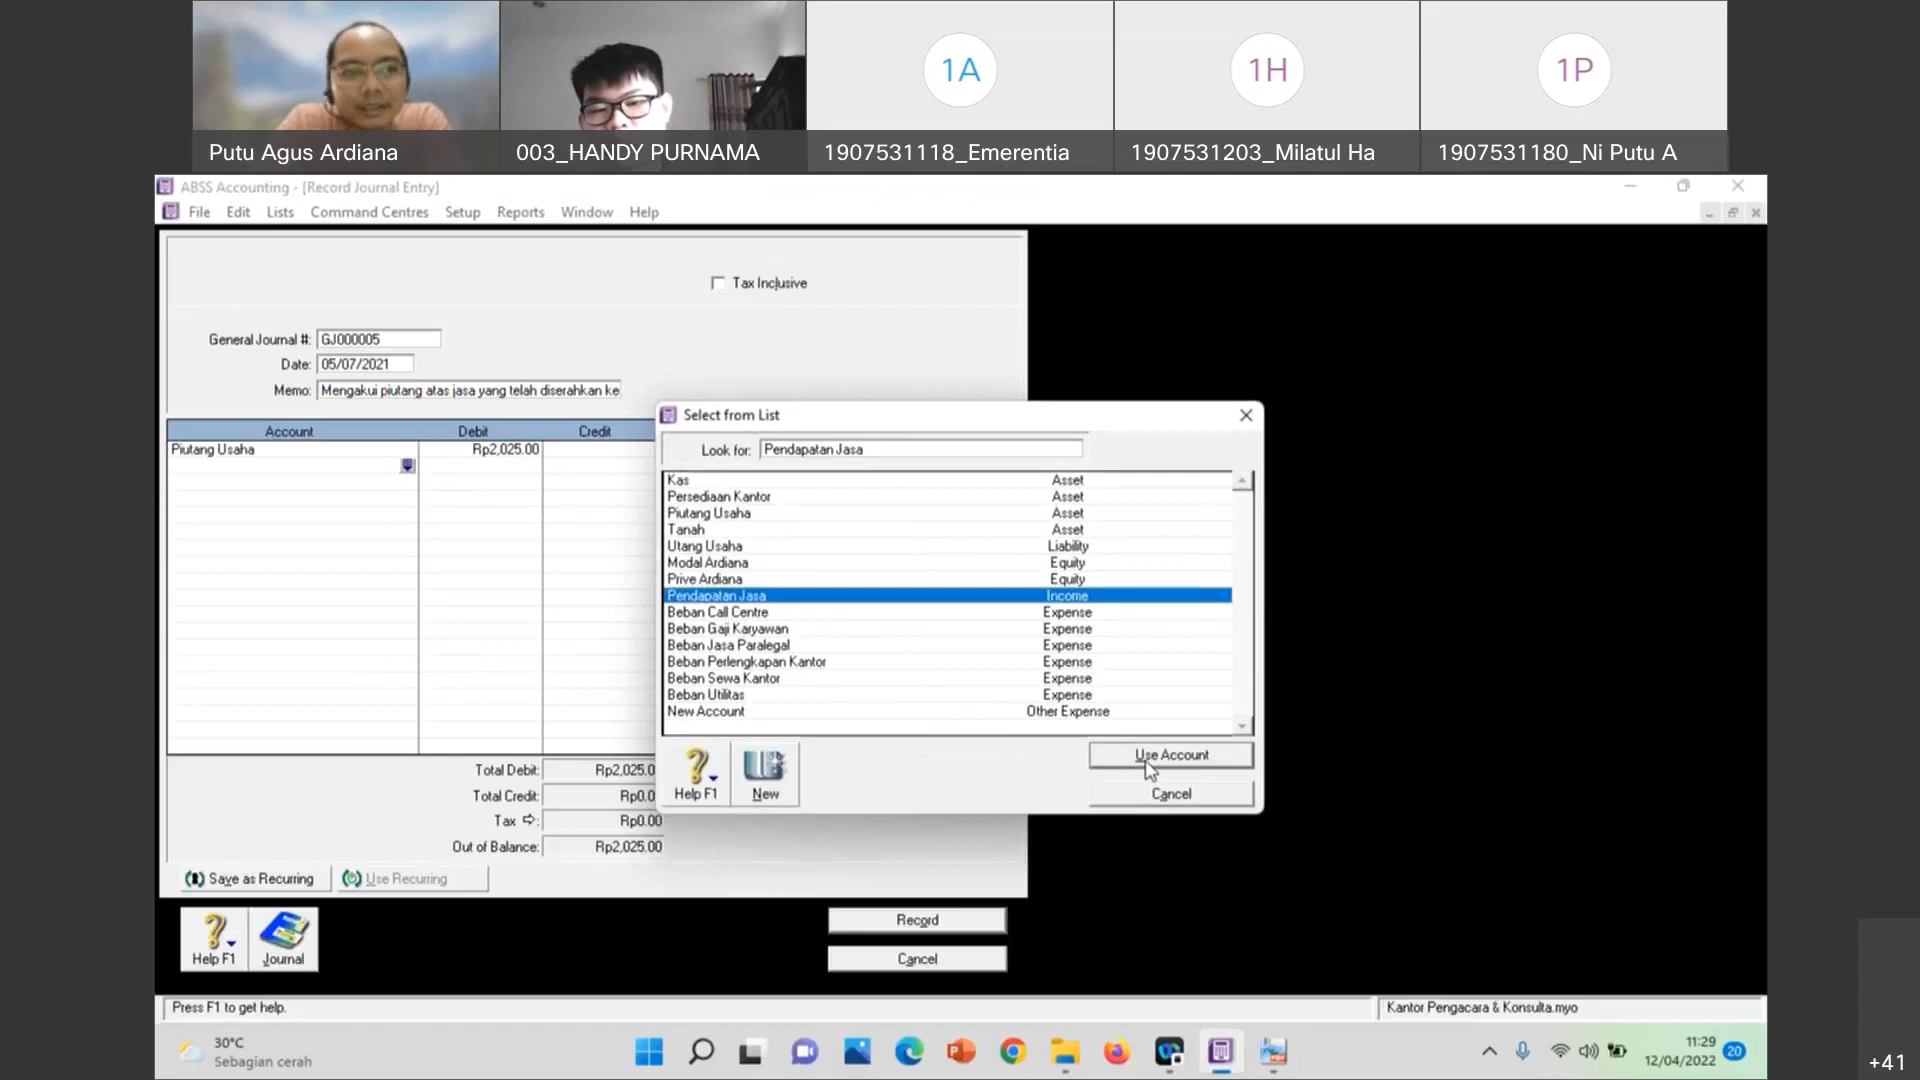 1A
1H
1P
Putu Agus Ardiana
003_HANDY PURNAMA
1907531118_Emerentia
1907531203_Milatul Ha
1907531180_Ni Putu A
ABSS Accounting - [Record Journal Entry]
File Edit Lists Command Centres Setup Reports Window Help
Tax Inclusive
General Journal #: GJ000005
Date: 05/07/2021
Memo: Mengakui piutang atas jasa yang telah diserahkan ke
Account Debit Credit
Piutang Usaha Rp2,025.00
Select from List
Look for: Pendapatan Jasa
Kas Asset
Persediaan Kantor Asset
Piutang Usaha Asset
Tanah Asset
Utang Usaha Liability
Modal Ardiana Equity
Prive Ardiana Equity
Pendapatan Jasa Income
Beban Call Centre Expense
Beban Gaji Karyawan Expense
Beban Jasa Paralegal Expense
Beban Perlengkapan Kantor Expense
Beban Sewa Kantor Expense
Beban Utilitas Expense
New Account Other Expense
Help F1 New
Use Account
Cancel
Total Debit: Rp2,025.0
Total Credit: Rp0.0
Tax ⇨: Rp0.00
Out of Balance: Rp2,025.00
Save as Recurring Use Recurring
Help F1 Journal
Record
Cancel
Press F1 to get help.
Kantor Pengacara & Konsulta.myo
30°C
Sebagian cerah
11:29
12/04/2022
20
+41